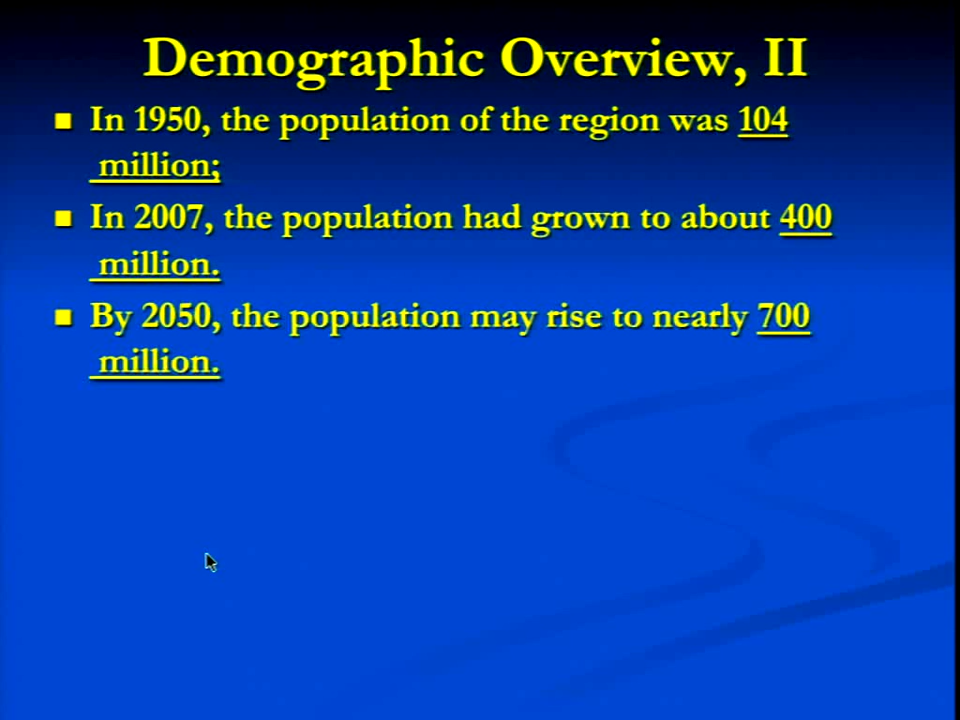 Demographic Overview, II
In 1950, the population of the region was 104
million;
In 2007, the population had grown to about 400
million.
By 2050, the population may rise to nearly 700
million.